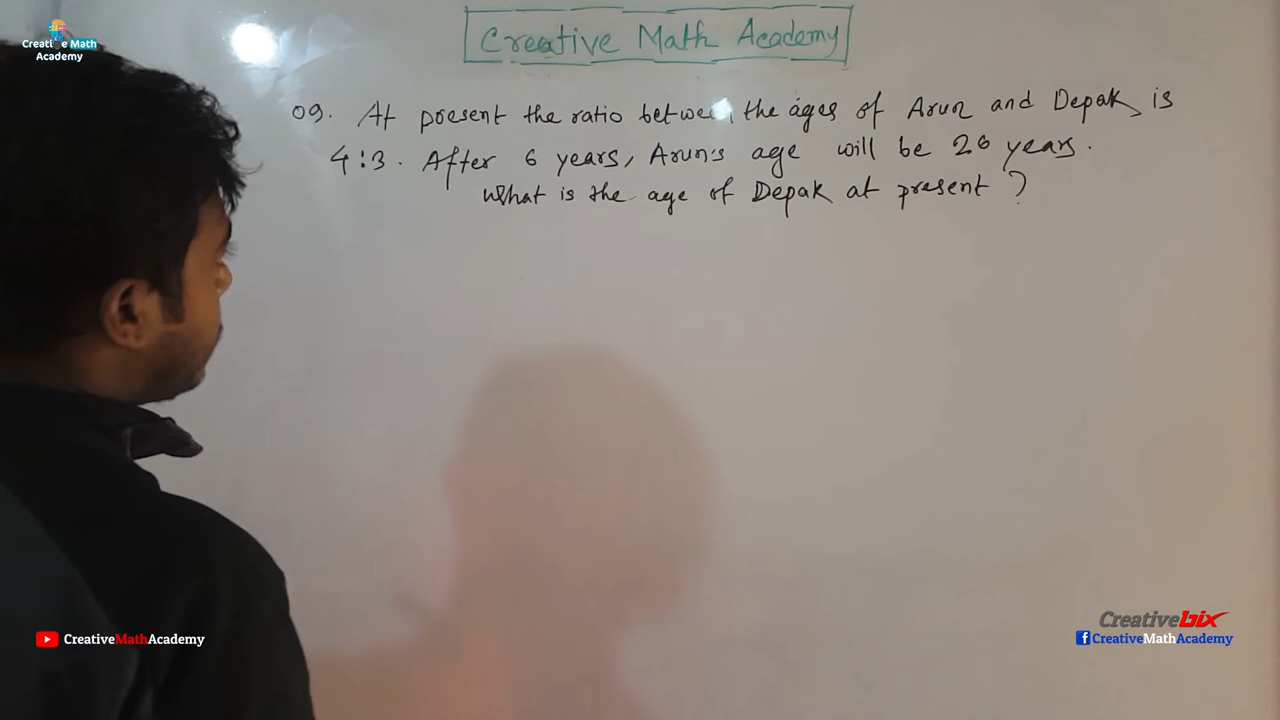 Creative Math Academy
Creative Math
Academy
09. At present the ratio between the ages of Arun and Depak is
4:3. After 6 years, Arun's age will be 26 years.
What is the age of Depak at present ?
Creativebix
CreativeMathAcademy
CreativeMathAcademy